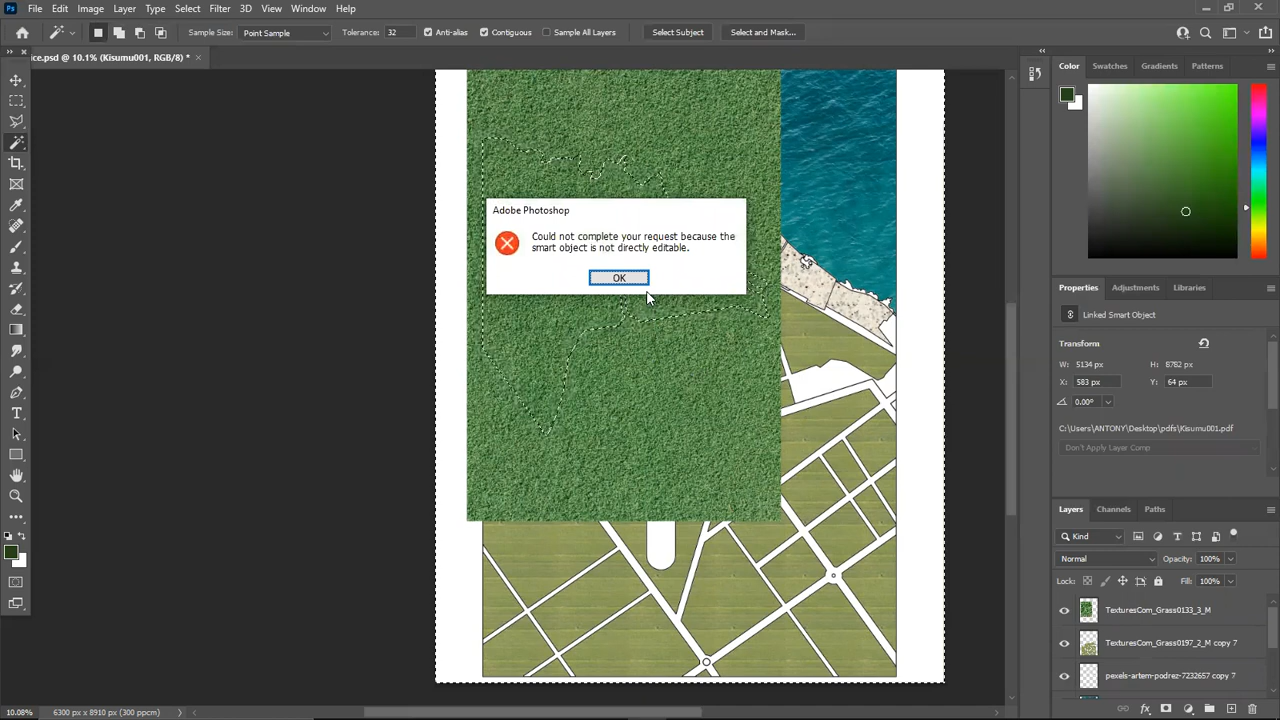 File Edit Image Layer Type Select Filter 3D View Window Help
Sample Size: Point Sample Tolerance: 32 Anti-alias Contiguous Sample All Layers Select Subject Select and Mask...
ice.psd @ 10.1% (Kisumu001, RGB/8) * ×
Color Swatches Gradients Patterns
Adobe Photoshop
Could not complete your request because the
smart object is not directly editable.
OK
Properties Adjustments Libraries
Linked Smart Object
Transform
W: 5134 px H: 8782 px
X: 583 px Y: 64 px
0.00°
C:\Users\ANTONY\Desktop\pdfs\Kisumu001.pdf
Don't Apply Layer Comp
Layers Channels Paths
Kind
Normal Opacity: 100%
Lock: Fill: 100%
TexturesCom_Grass0133_3_M
TexturesCom_Grass0197_2_M copy 7
pexels-artem-podrez-7232657 copy 7
10.08% 6300 px x 8910 px (300 ppcm)